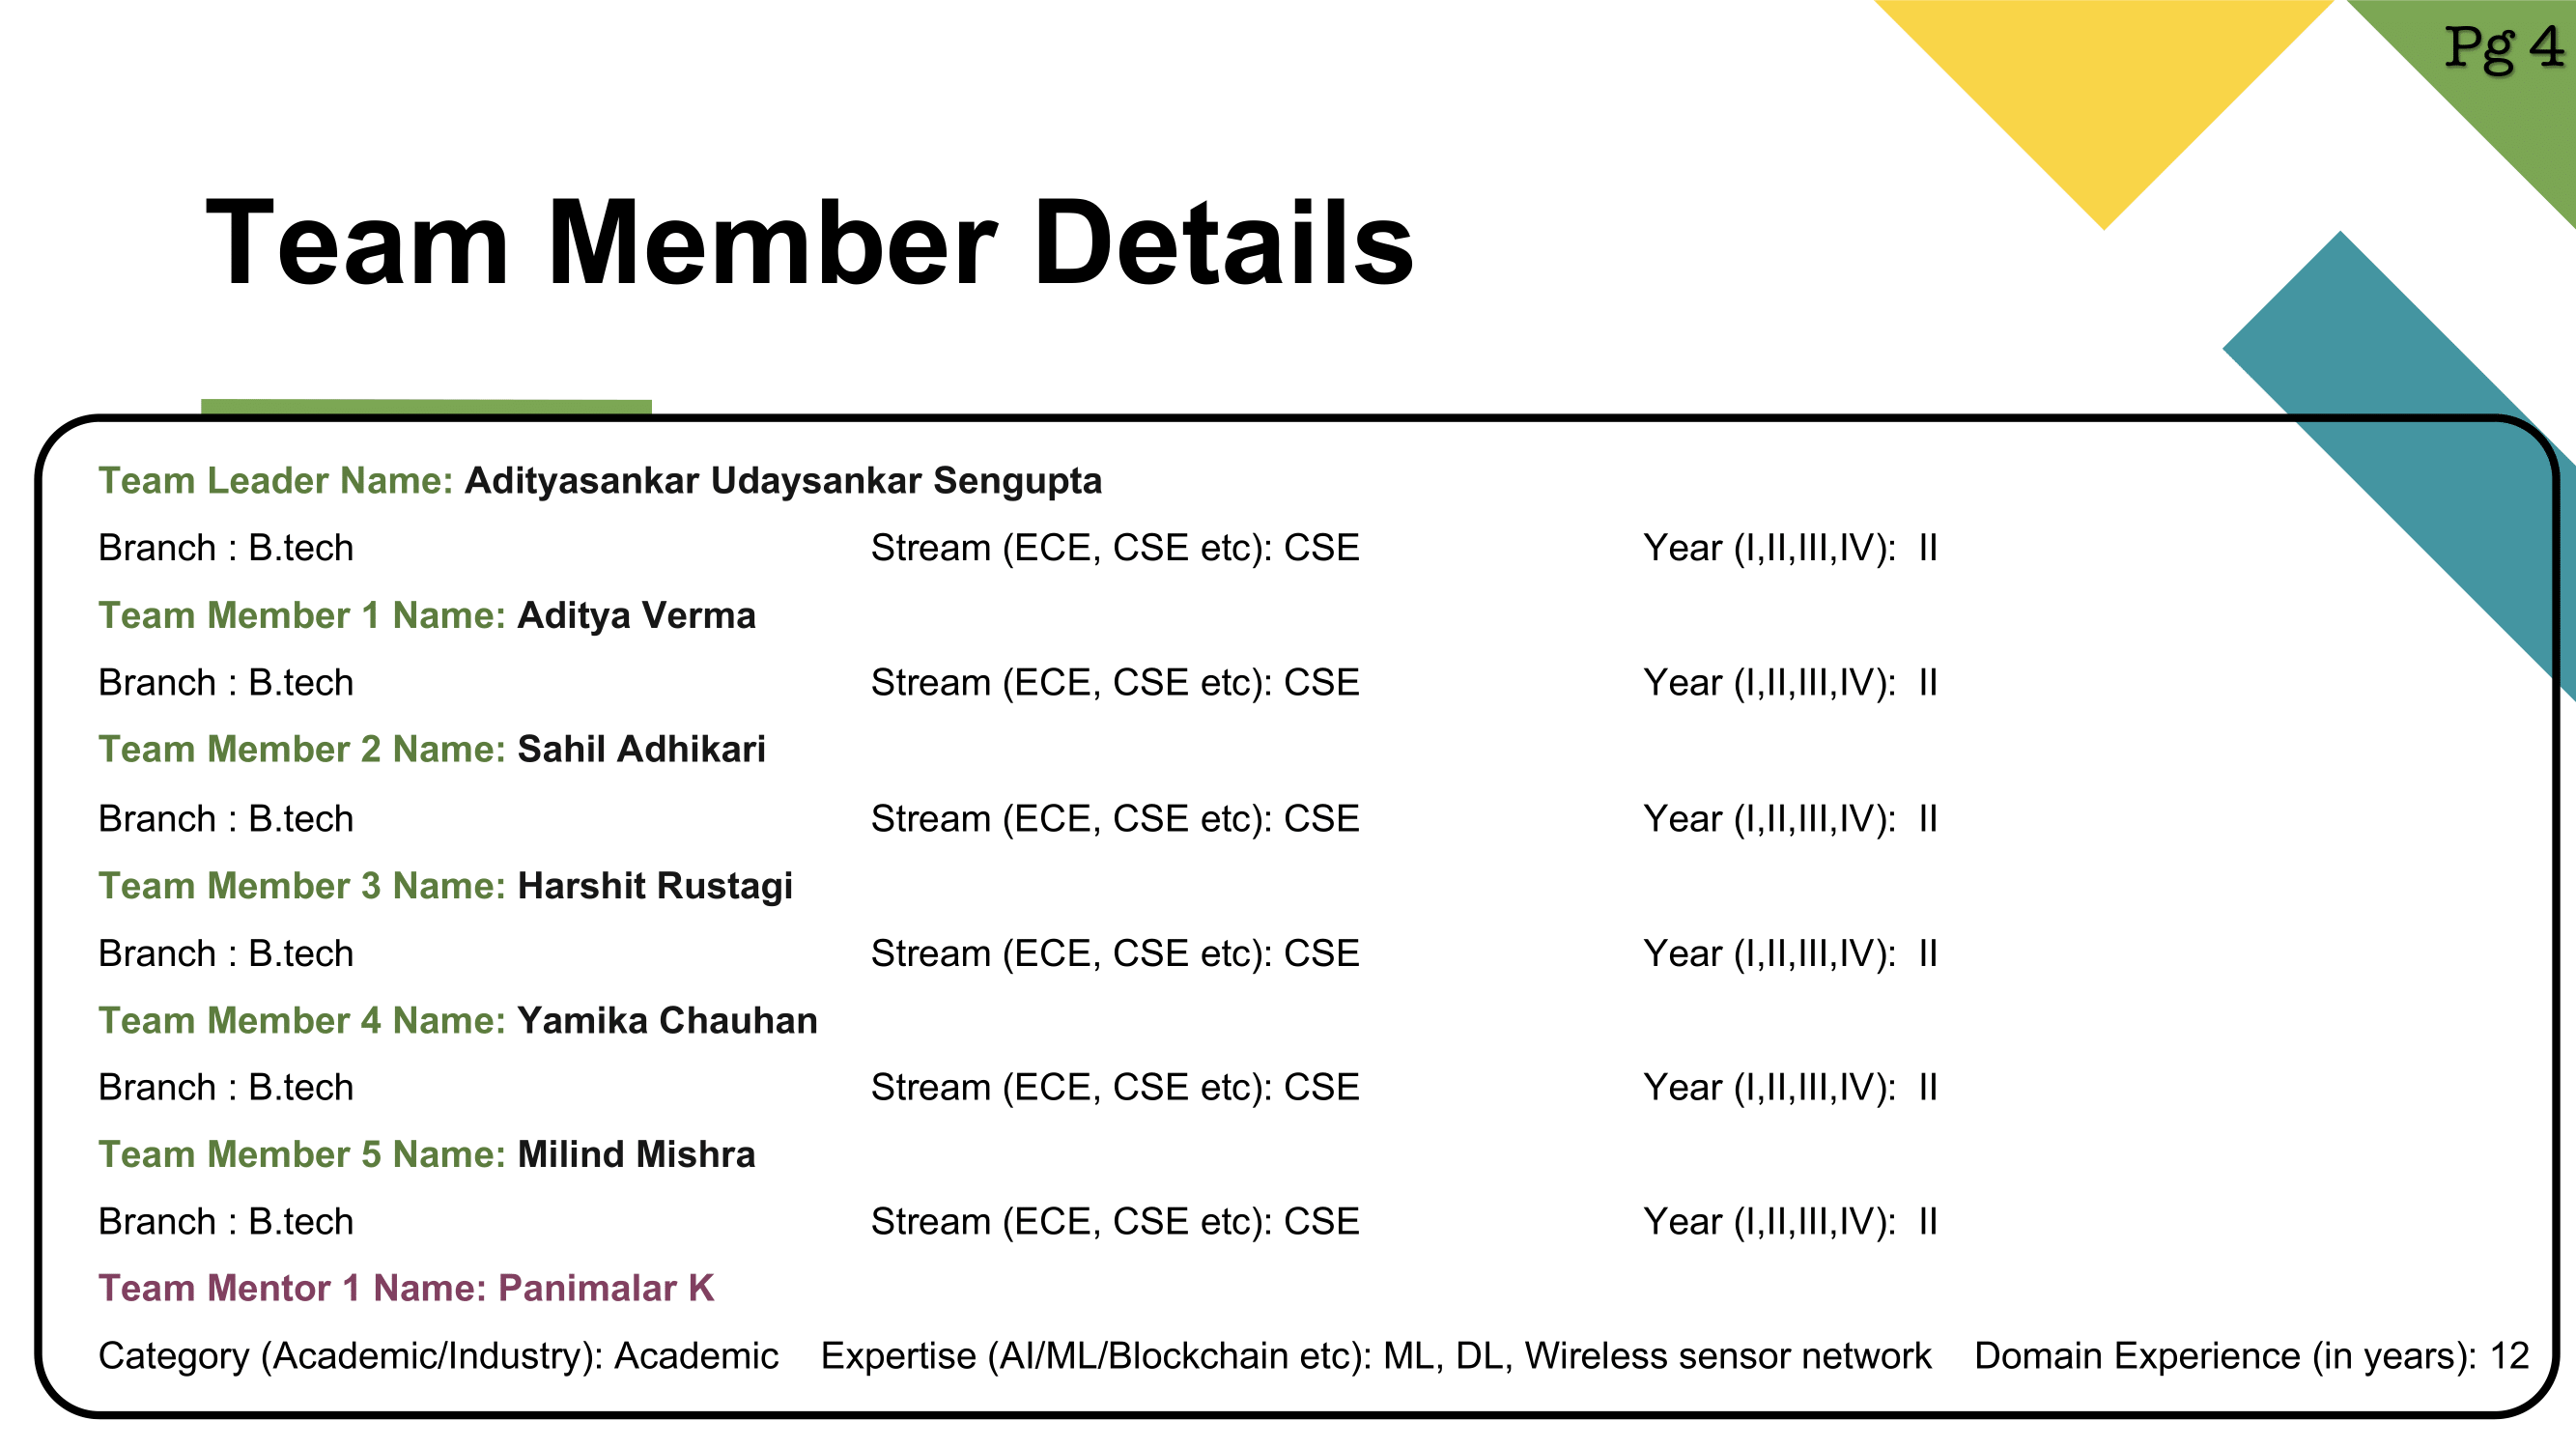 Pg 4
Team Member Details
Team Leader Name: Adityasankar Udaysankar Sengupta
Branch : B.tech Stream (ECE, CSE etc): CSE Year (I,II,III,IV): II
Team Member 1 Name: Aditya Verma
Branch : B.tech Stream (ECE, CSE etc): CSE Year (I,II,III,IV): II
Team Member 2 Name: Sahil Adhikari
Branch : B.tech Stream (ECE, CSE etc): CSE Year (I,II,III,IV): II
Team Member 3 Name: Harshit Rustagi
Branch : B.tech Stream (ECE, CSE etc): CSE Year (I,II,III,IV): II
Team Member 4 Name: Yamika Chauhan
Branch : B.tech Stream (ECE, CSE etc): CSE Year (I,II,III,IV): II
Team Member 5 Name: Milind Mishra
Branch : B.tech Stream (ECE, CSE etc): CSE Year (I,II,III,IV): II
Team Mentor 1 Name: Panimalar K
Category (Academic/Industry): Academic Expertise (AI/ML/Blockchain etc): ML, DL, Wireless sensor network Domain Experience (in years): 12